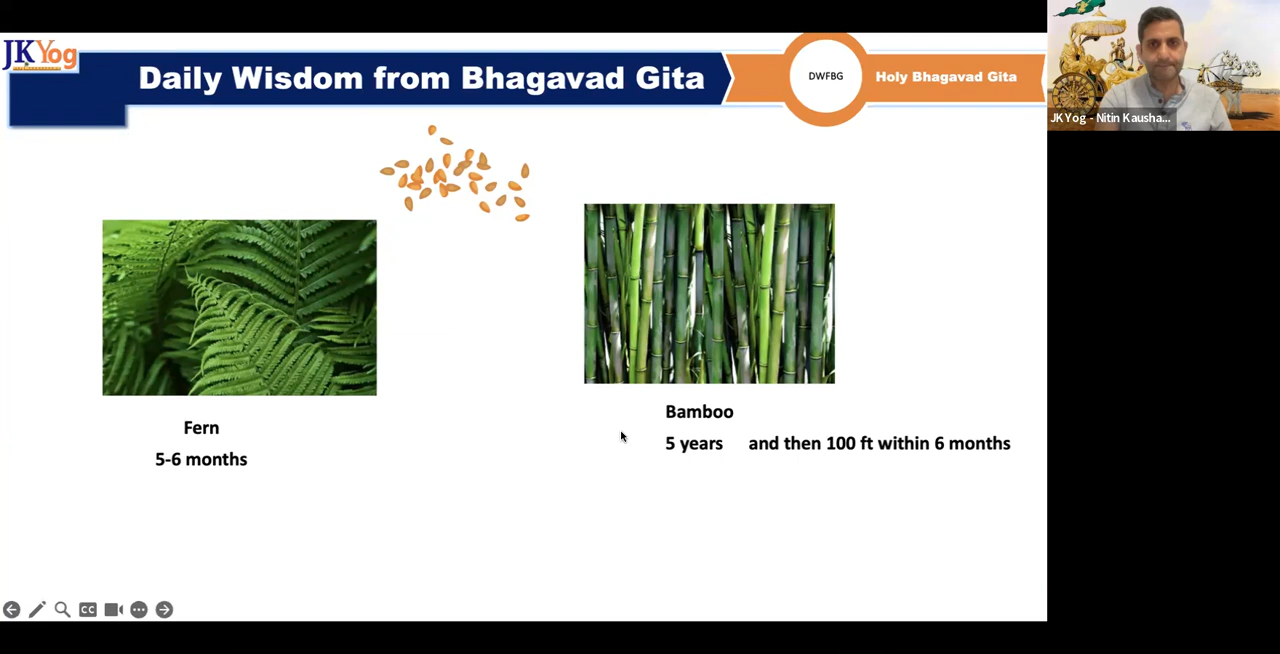 JKYog
Daily Wisdom from Bhagavad Gita
DWFBG
Holy Bhagavad Gita
JKYog - Nitin Kausha...
Fern
5-6 months
Bamboo
5 years and then 100 ft within 6 months
CC